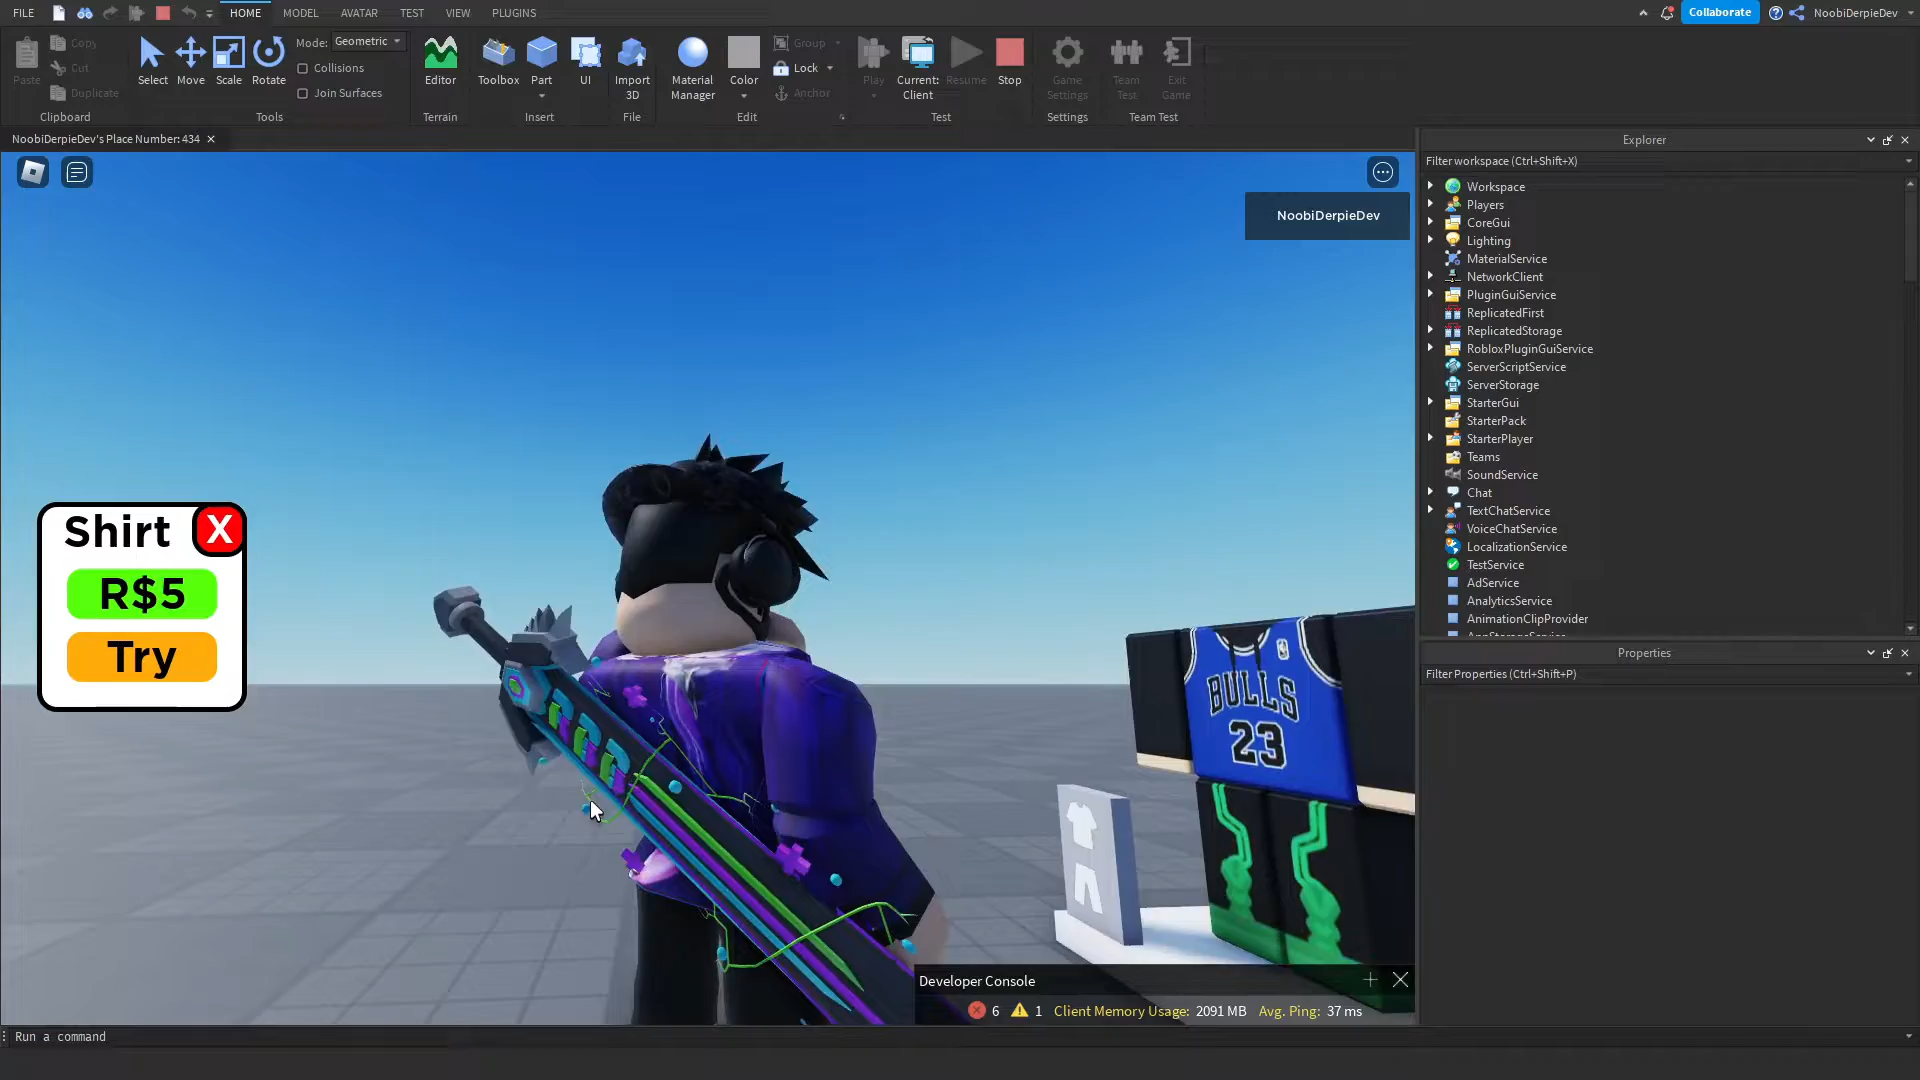 FILE
HOME
MODEL
AVATAR
TEST
VIEW
PLUGINS
Collaborate
NoobiDerpieDev
Paste
Copy
Cut
Duplicate
Clipboard
Select
Move
Scale
Rotate
Mode: Geometric
Collisions
Join Surfaces
Tools
Editor
Terrain
Toolbox
Part
UI
Insert
Import
3D
File
Material
Manager
Color
Group
Lock
Anchor
Edit
Play
Current:
Client
Resume
Stop
Test
Game
Settings
Settings
Team
Test
Exit
Game
Team Test
NoobiDerpieDev's Place Number: 434
NoobiDerpieDev
Shirt
X
R$5
Try
BULLS
23
Developer Console
6 1 Client Memory Usage: 2091 MB Avg. Ping: 37 ms
Run a command
Explorer
Filter workspace (Ctrl+Shift+X)
Workspace
Players
CoreGui
Lighting
MaterialService
NetworkClient
PluginGuiService
ReplicatedFirst
ReplicatedStorage
RobloxPluginGuiService
ServerScriptService
ServerStorage
StarterGui
StarterPack
StarterPlayer
Teams
SoundService
Chat
TextChatService
VoiceChatService
LocalizationService
TestService
AdService
AnalyticsService
AnimationClipProvider
Properties
Filter Properties (Ctrl+Shift+P)